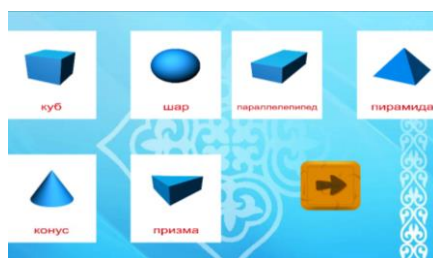 куб
шар
параллелепипед
пирамида
конус
призма